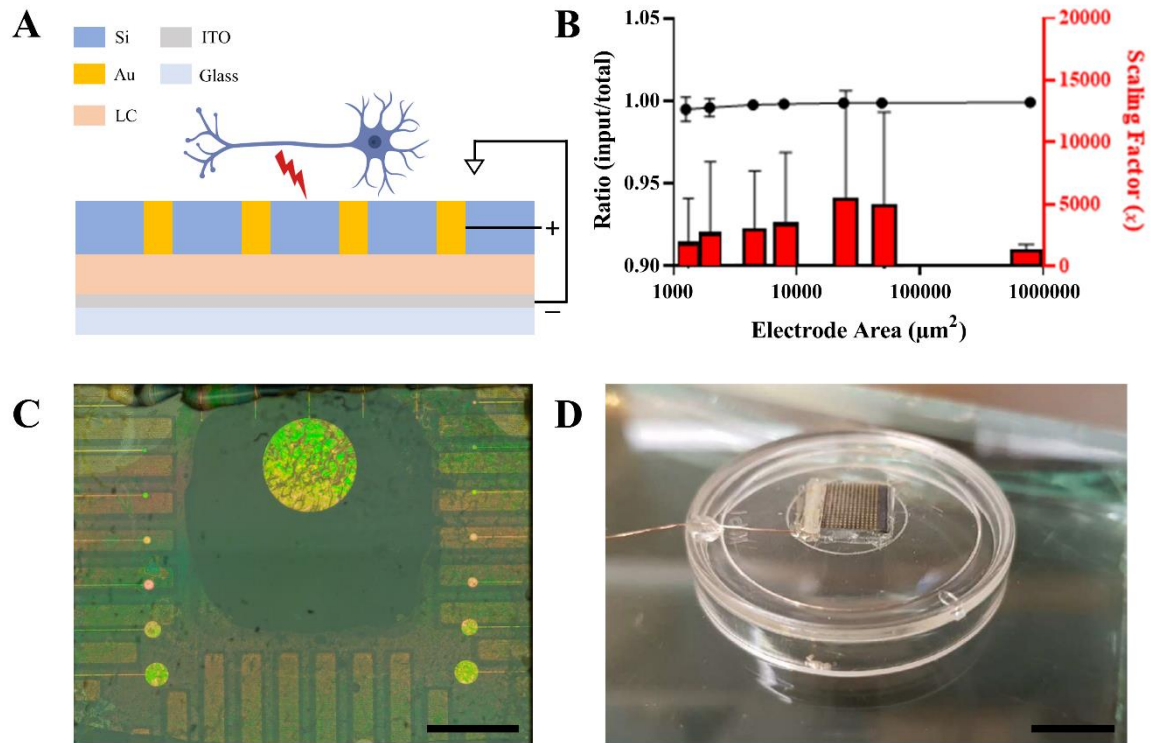 A
Si
ITO
Au
Glass
LC
+
−
B
Ratio (input/total)
1.05
1.00
0.95
0.90
20000
15000
10000
5000
0
Scaling Factor (x)
1000
10000
100000
1000000
Electrode Area (µm²)
C
D